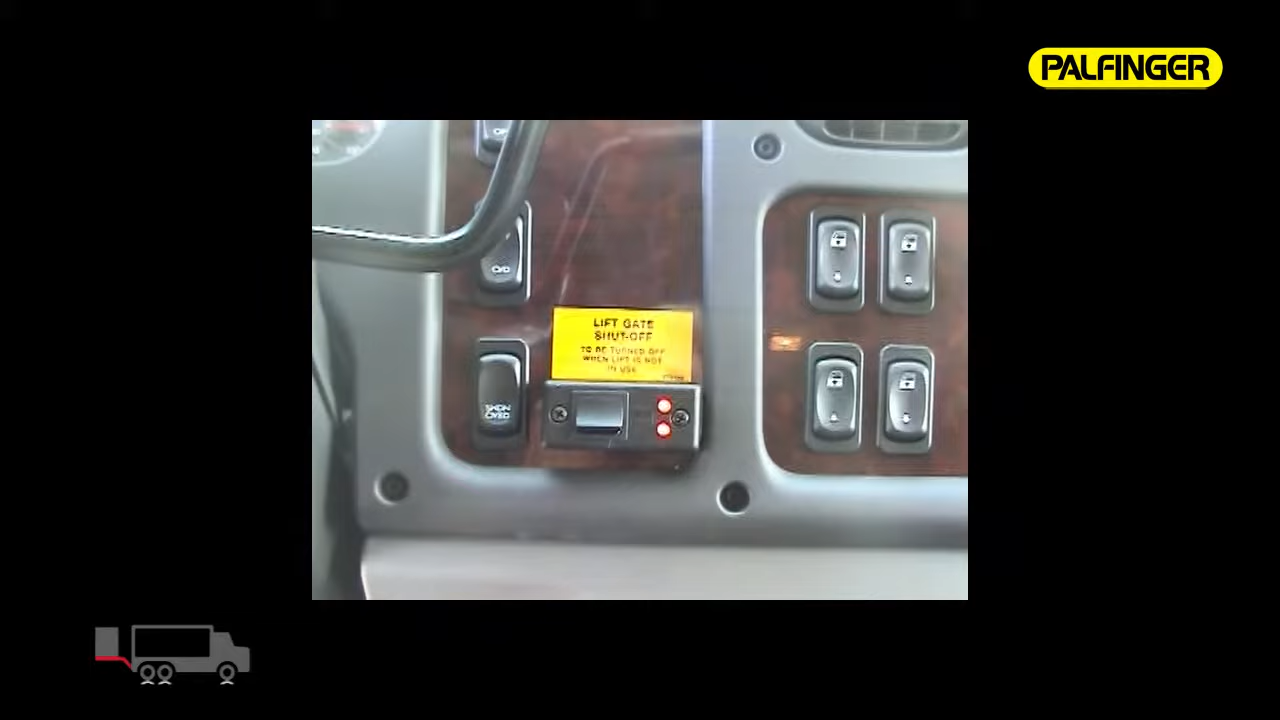 PALFINGER
LIFT GATE
SHUT-OFF
TO BE TURNED OFF
WHEN LIFT IS NOT
IN USE